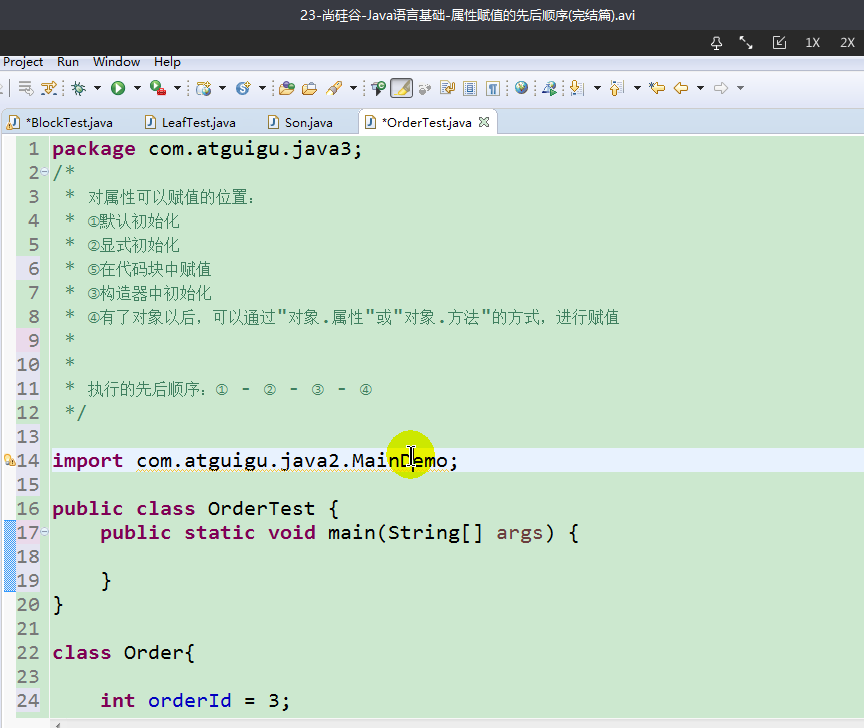 23-尚硅谷-Java语言基础-属性赋值的先后顺序(完结篇).avi
1X 2X
Project Run Window Help
*BlockTest.java LeafTest.java Son.java *OrderTest.java
1 package com.atguigu.java3;
2 /*
3 * 对属性可以赋值的位置:
4 * ①默认初始化
5 * ②显式初始化
6 * ⑤在代码块中赋值
7 * ③构造器中初始化
8 * ④有了对象以后，可以通过"对象.属性"或"对象.方法"的方式，进行赋值
9 *
10 *
11 * 执行的先后顺序：① - ② - ③ - ④
12 */
13
14 import com.atguigu.java2.MainDemo;
15
16 public class OrderTest {
17 public static void main(String[] args) {
18
19 }
20 }
21
22 class Order{
23
24 int orderId = 3;